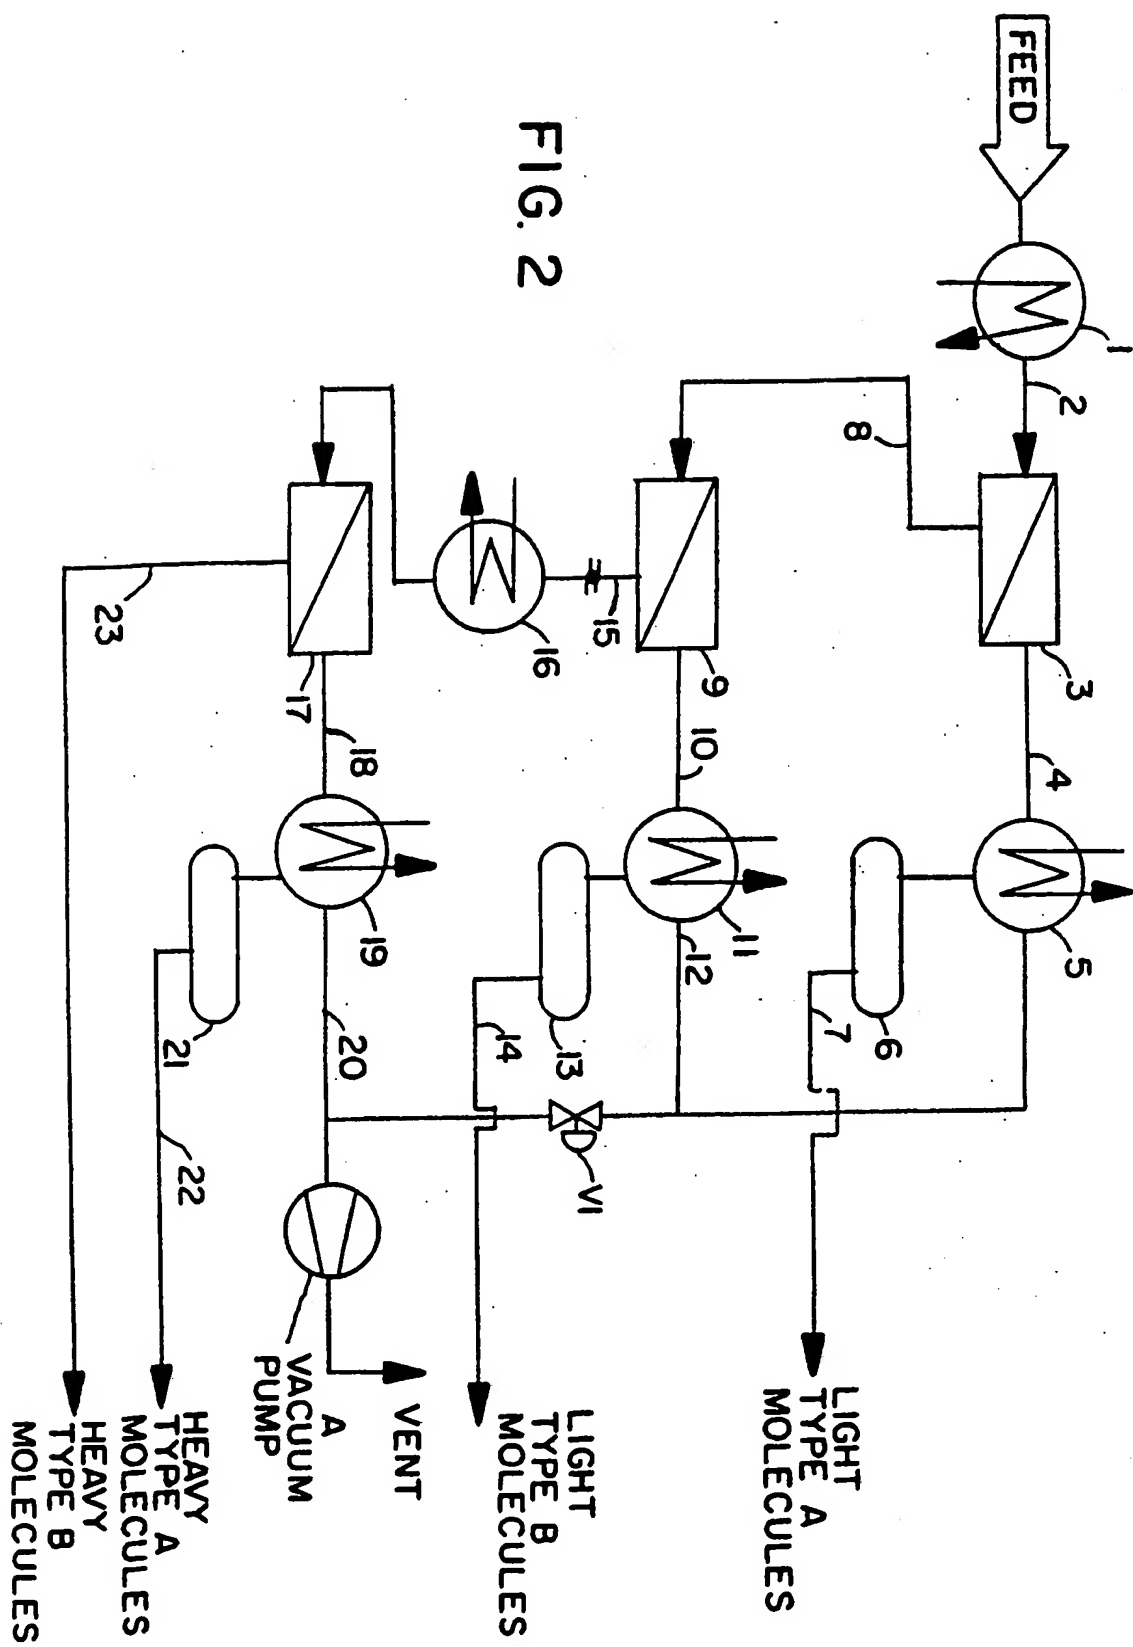 FEED
1
2
3
4
5
6
7
LIGHT
TYPE A
MOLECULES
8
9
10
11
12
13
14
V1
LIGHT
TYPE B
MOLECULES
15
16
17
18
19
20
21
22
23
A
VACUUM
PUMP
VENT
HEAVY
TYPE A
MOLECULES
HEAVY
TYPE B
MOLECULES
FIG. 2